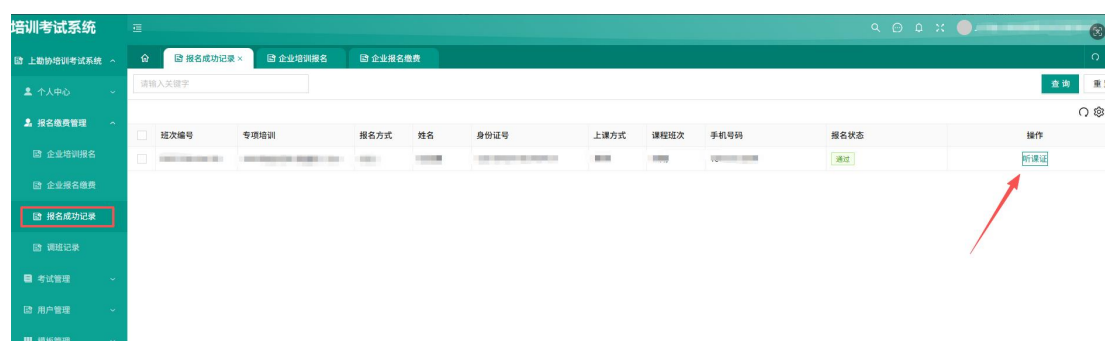 培训考试系统
上勘协培训考试系统
报名成功记录 ×
企业培训报名
企业报名缴费
个人中心
请输入关键字
查 询
重
报名缴费管理
班次编号 专项培训 报名方式 姓名 身份证号 上课方式 课程班次 手机号码 报名状态 操作
企业培训报名
通过
听课证
企业报名缴费
报名成功记录
调班记录
考试管理
用户管理